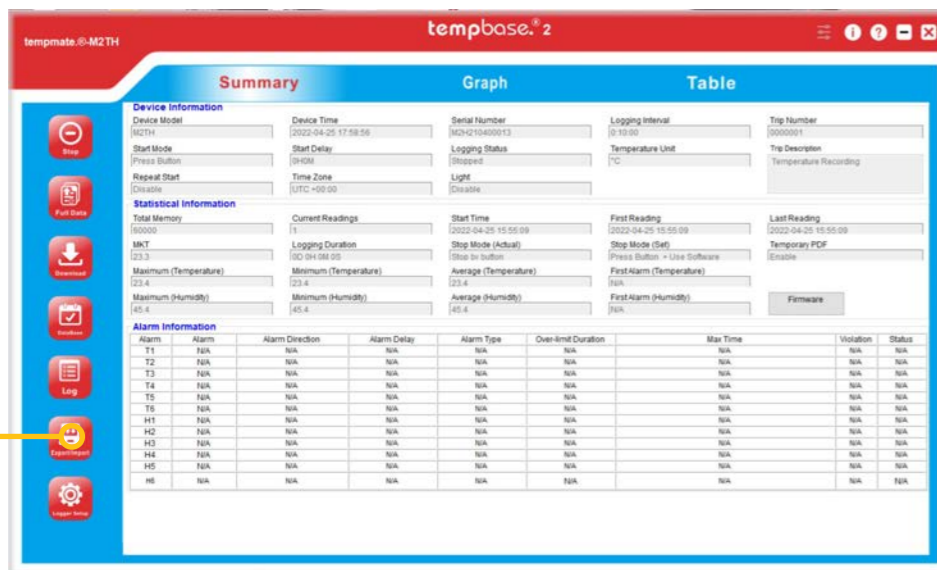 tempmate.®-M2TH
tempbase.®2
Summary Graph Table
Device Information
Device Model Device Time Serial Number Logging Interval Trip Number
M2TH 2022-04-25 17:59:56 M2H210400013 0:10:00 0000001
Start Mode Start Delay Logging Status Temperature Unit Trip Description
Press Button 0H0M Stopped °C Temperature Recording
Repeat Start Time Zone Light
Disable UTC +00:00 Disable
Statistical Information
Total Memory Current Readings Start Time First Reading Last Reading
60000 1 2022-04-25 15:55:09 2022-04-25 15:55:09 2022-04-25 15:55:09
MKT Logging Duration Stop Mode (Actual) Stop Mode (Set) Temporary PDF
23.3 0D 0H 0M 0S Stop by button Press Button + Use Software Enable
Maximum (Temperature) Minimum (Temperature) Average (Temperature) First Alarm (Temperature)
23.4 23.4 23.4 N/A
Maximum (Humidity) Minimum (Humidity) Average (Humidity) First Alarm (Humidity) Firmware
45.4 45.4 45.4 N/A
Alarm Information
Alarm Alarm Alarm Direction Alarm Delay Alarm Type Over-limit Duration Max Time Violation Status
T1 N/A N/A N/A N/A N/A N/A N/A N/A
T2 N/A N/A N/A N/A N/A N/A N/A N/A
T3 N/A N/A N/A N/A N/A N/A N/A N/A
T4 N/A N/A N/A N/A N/A N/A N/A N/A
T5 N/A N/A N/A N/A N/A N/A N/A N/A
T6 N/A N/A N/A N/A N/A N/A N/A N/A
H1 N/A N/A N/A N/A N/A N/A N/A N/A
H2 N/A N/A N/A N/A N/A N/A N/A N/A
H3 N/A N/A N/A N/A N/A N/A N/A N/A
H4 N/A N/A N/A N/A N/A N/A N/A N/A
H5 N/A N/A N/A N/A N/A N/A N/A N/A
H6 N/A N/A N/A N/A N/A N/A N/A N/A
Stop
Full Data
Download
DataBase
Log
Export/Import
Logger Setup